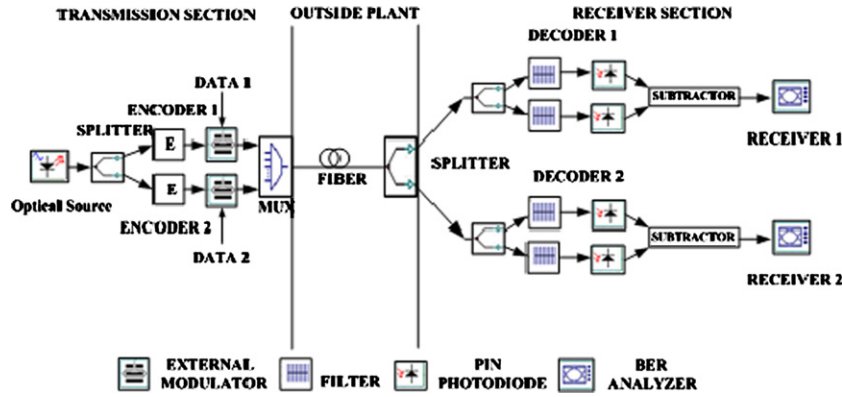 TRANSMISSION SECTION
OUTSIDE PLANT
RECEIVER SECTION
DATA 1
ENCODER 1
SPLITTER
E
E
Optical Source
ENCODER 2
DATA 2
MUX
FIBER
SPLITTER
DECODER 1
SUBTRACTOR
RECEIVER 1
DECODER 2
SUBTRACTOR
RECEIVER 2
EXTERNAL
MODULATOR
FILTER
PIN
PHOTODIODE
BER
ANALYZER